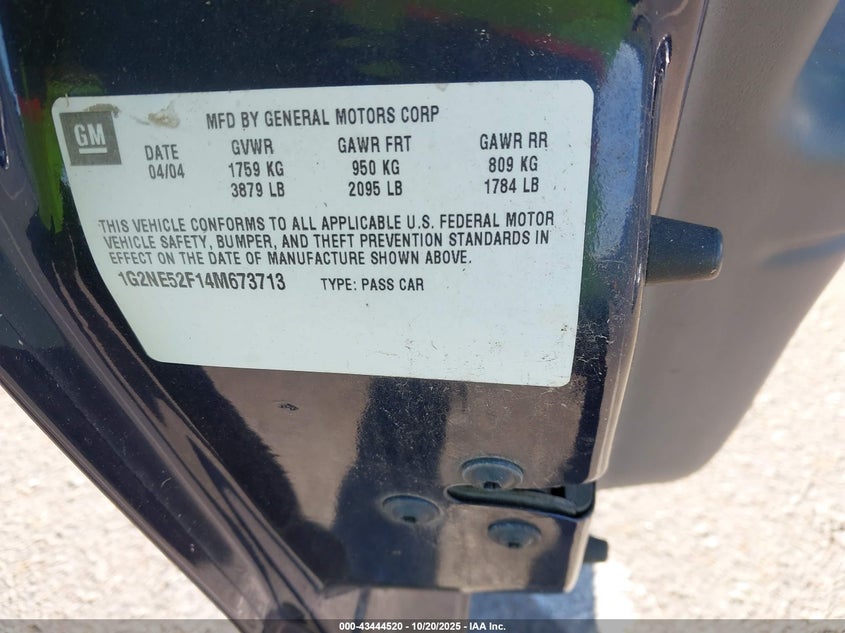 GM
MFD BY GENERAL MOTORS CORP
DATE GVWR GAWR FRT GAWR RR
04/04 1759 KG 950 KG 809 KG
3879 LB 2095 LB 1784 LB
THIS VEHICLE CONFORMS TO ALL APPLICABLE U.S. FEDERAL MOTOR
VEHICLE SAFETY, BUMPER, AND THEFT PREVENTION STANDARDS IN
EFFECT ON THE DATE OF MANUFACTURE SHOWN ABOVE.
1G2NE52F14M673713 TYPE: PASS CAR
000-43444520 - 10/20/2025 - IAA Inc.